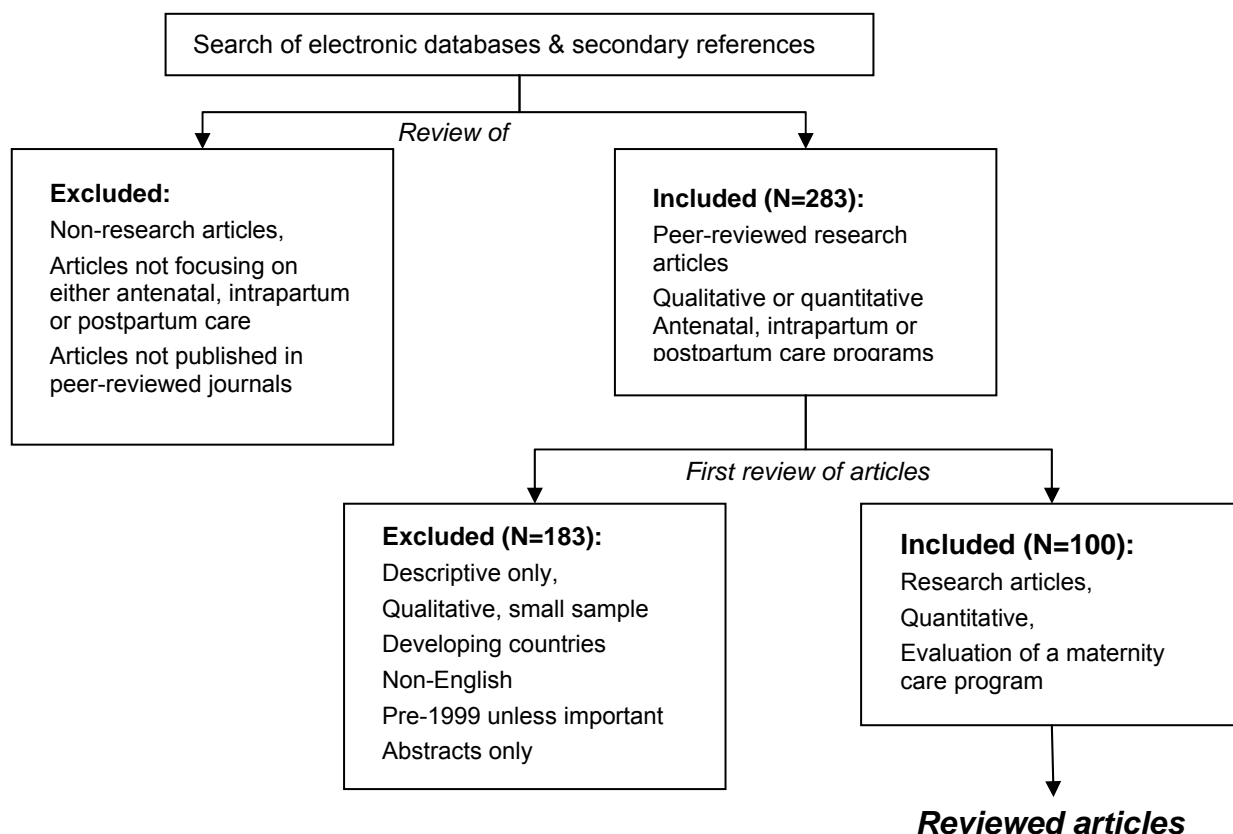 Search of electronic databases & secondary references
Review of
Excluded:
Non-research articles,
Articles not focusing on
either antenatal, intrapartum
or postpartum care
Articles not published in
peer-reviewed journals
Included (N=283):
Peer-reviewed research
articles
Qualitative or quantitative
Antenatal, intrapartum or
postpartum care programs
First review of articles
Excluded (N=183):
Descriptive only,
Qualitative, small sample
Developing countries
Non-English
Pre-1999 unless important
Abstracts only
Included (N=100):
Research articles,
Quantitative,
Evaluation of a maternity
care program
Reviewed articles